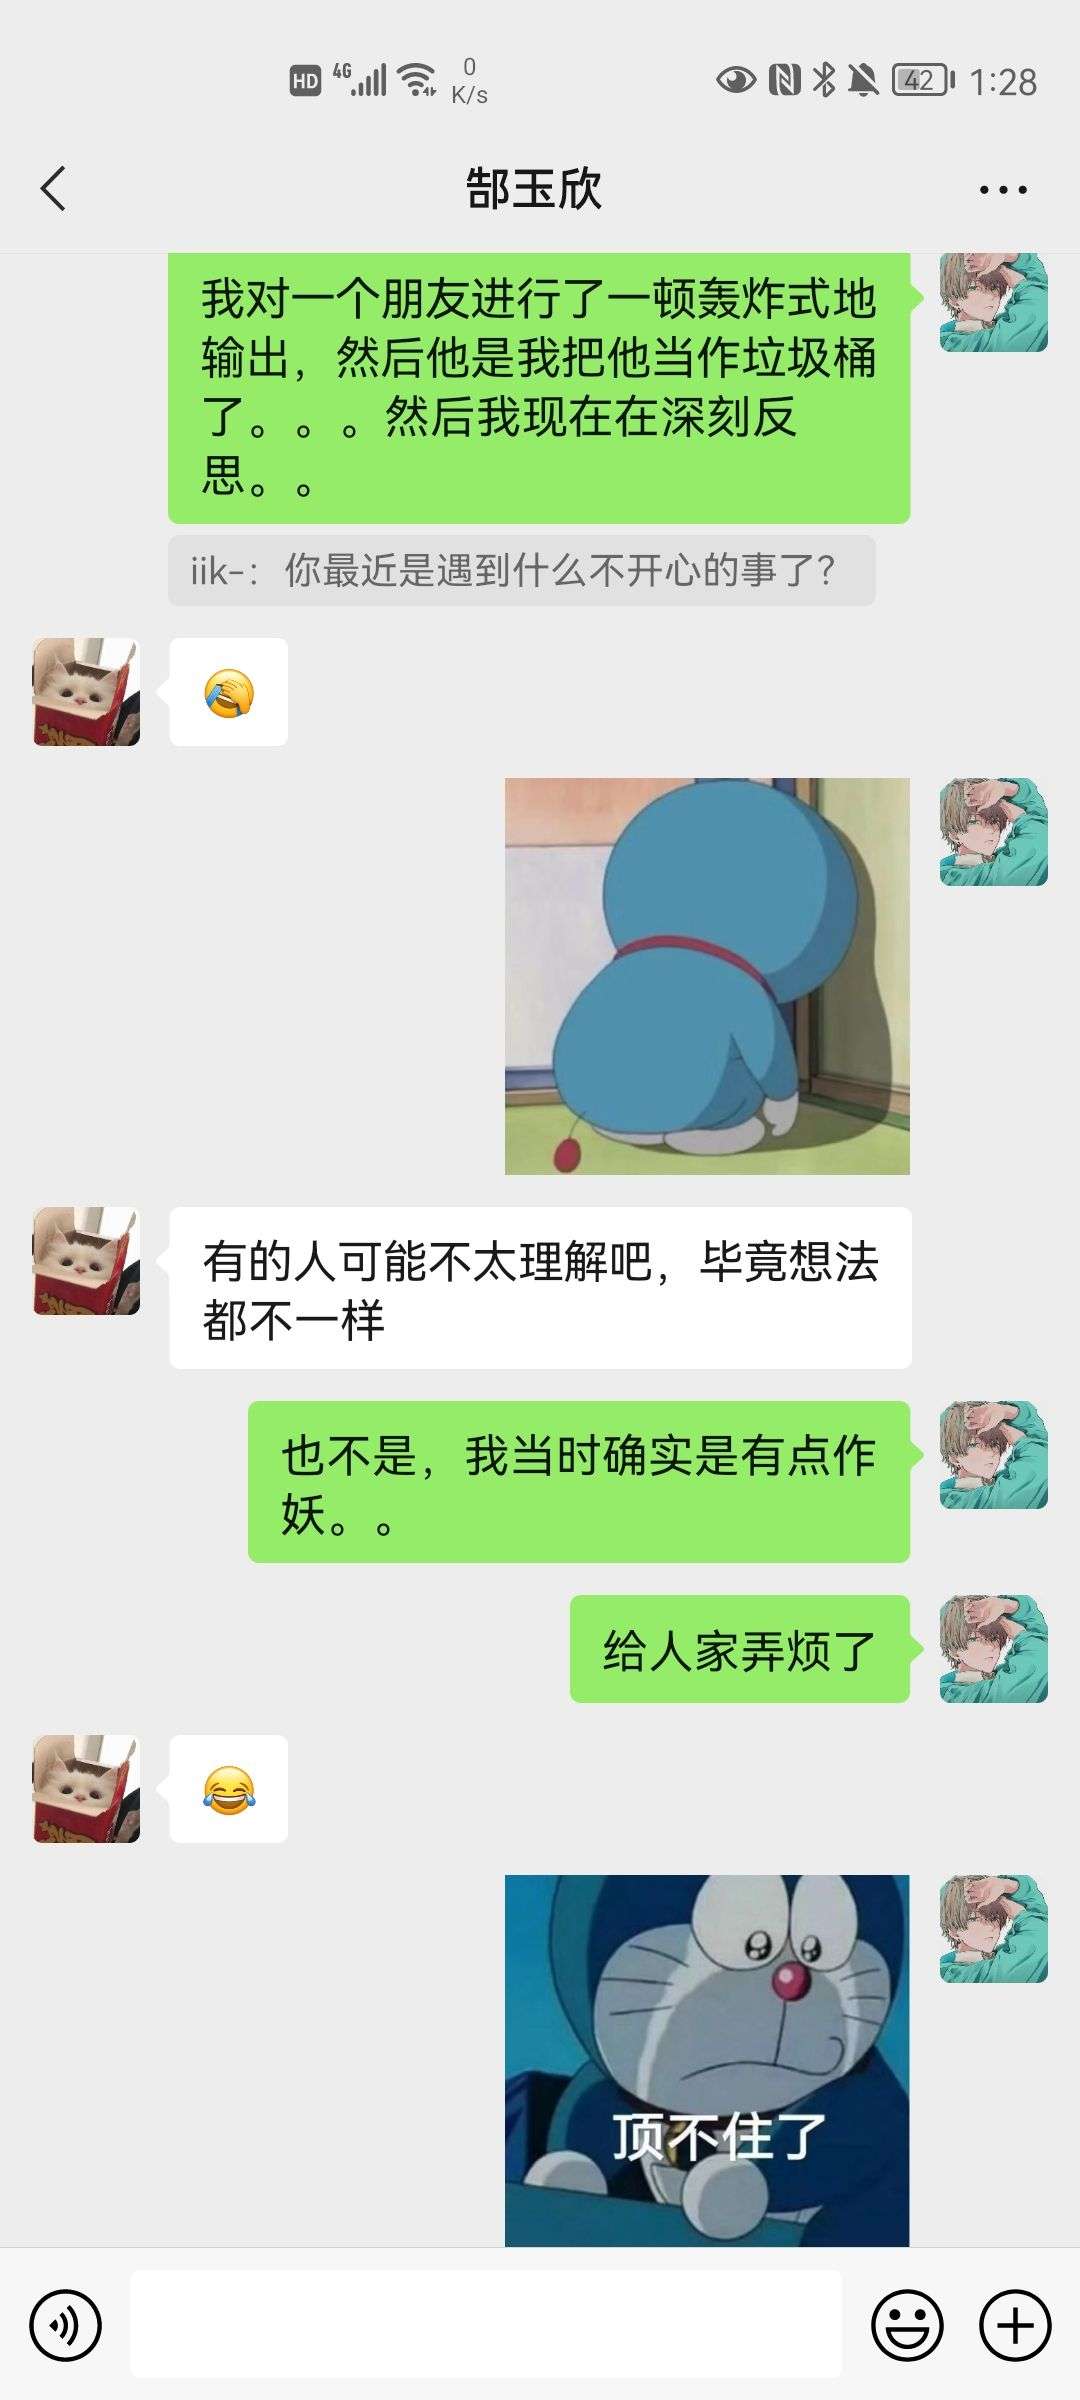 HD 4G 0 K/s 42 1:28
郜玉欣
我对一个朋友进行了一顿轰炸式地
输出，然后他是我把他当作垃圾桶
了。。。然后我现在在深刻反
思。。
iik-：你最近是遇到什么不开心的事了？
有的人可能不太理解吧，毕竟想法
都不一样
也不是，我当时确实是有点作
妖。。
给人家弄烦了
顶不住了